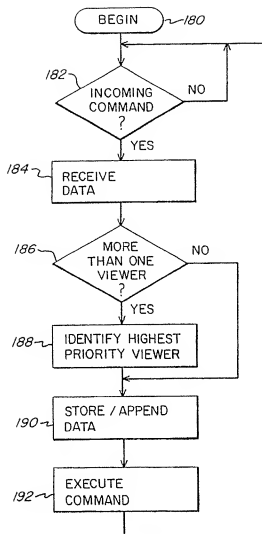 BEGIN 180
182
INCOMING
COMMAND
?
NO
YES
184
RECEIVE
DATA
186
MORE
THAN ONE
VIEWER
?
NO
YES
188
IDENTIFY HIGHEST
PRIORITY VIEWER
190
STORE / APPEND
DATA
192
EXECUTE
COMMAND